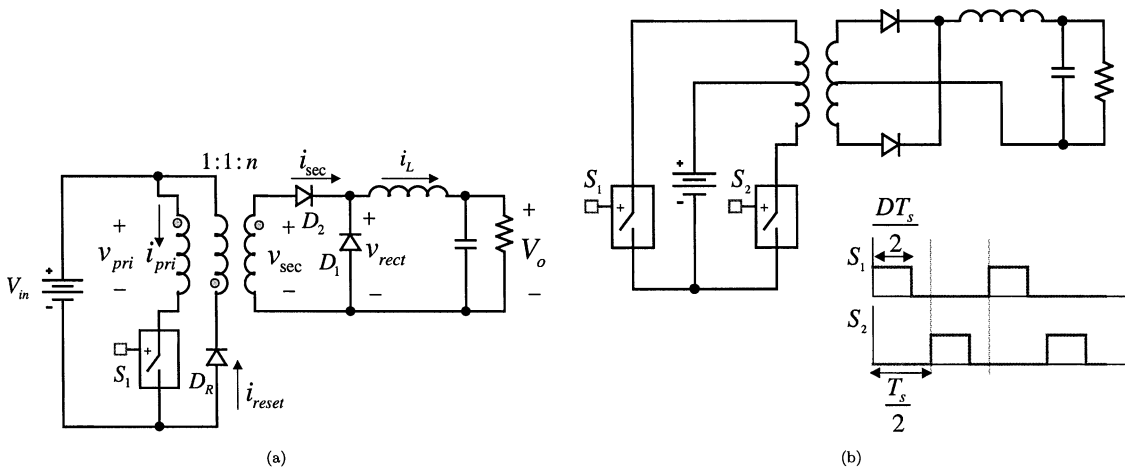 1:1:n
i_sec
i_L
+
v_pri
−
i_pri
V_in
+
-
S_1
+
D_R
i_reset
D_2
+
v_sec
−
D_1
+
v_rect
−
+
V_o
−
(a)
S_1
+
+
-
S_2
+
DT_s
2
S_1
S_2
T_s
2
(b)